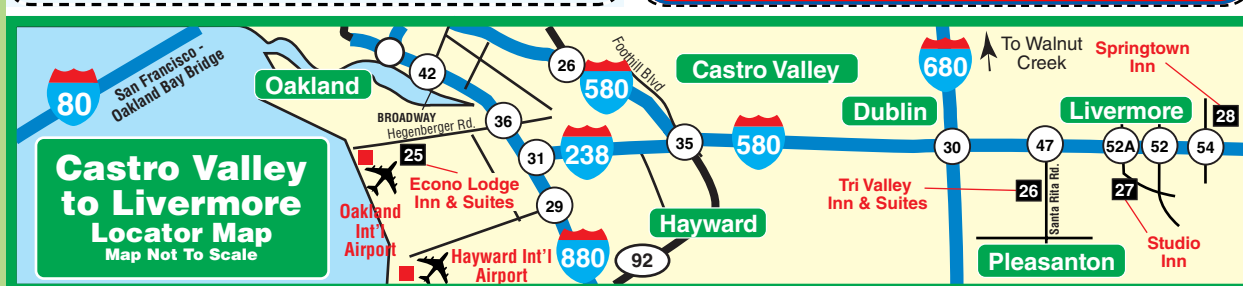 80
San Francisco -
Oakland Bay Bridge
Oakland
42
26
580
Foothill Blvd
Castro Valley
680
To Walnut
Creek
Springtown
Inn
28
Dublin
Livermore
BROADWAY
Hegenberger Rd.
36
31
238
35
580
30
47
52A
52
54
Castro Valley
to Livermore
Locator Map
Map Not To Scale
25
Econo Lodge
Inn & Suites
Oakland
Int'l
Airport
29
Hayward
Tri Valley
Inn & Suites
26
Santa Rita Rd.
27
Studio
Inn
Hayward Int'l
Airport
880
92
Pleasanton